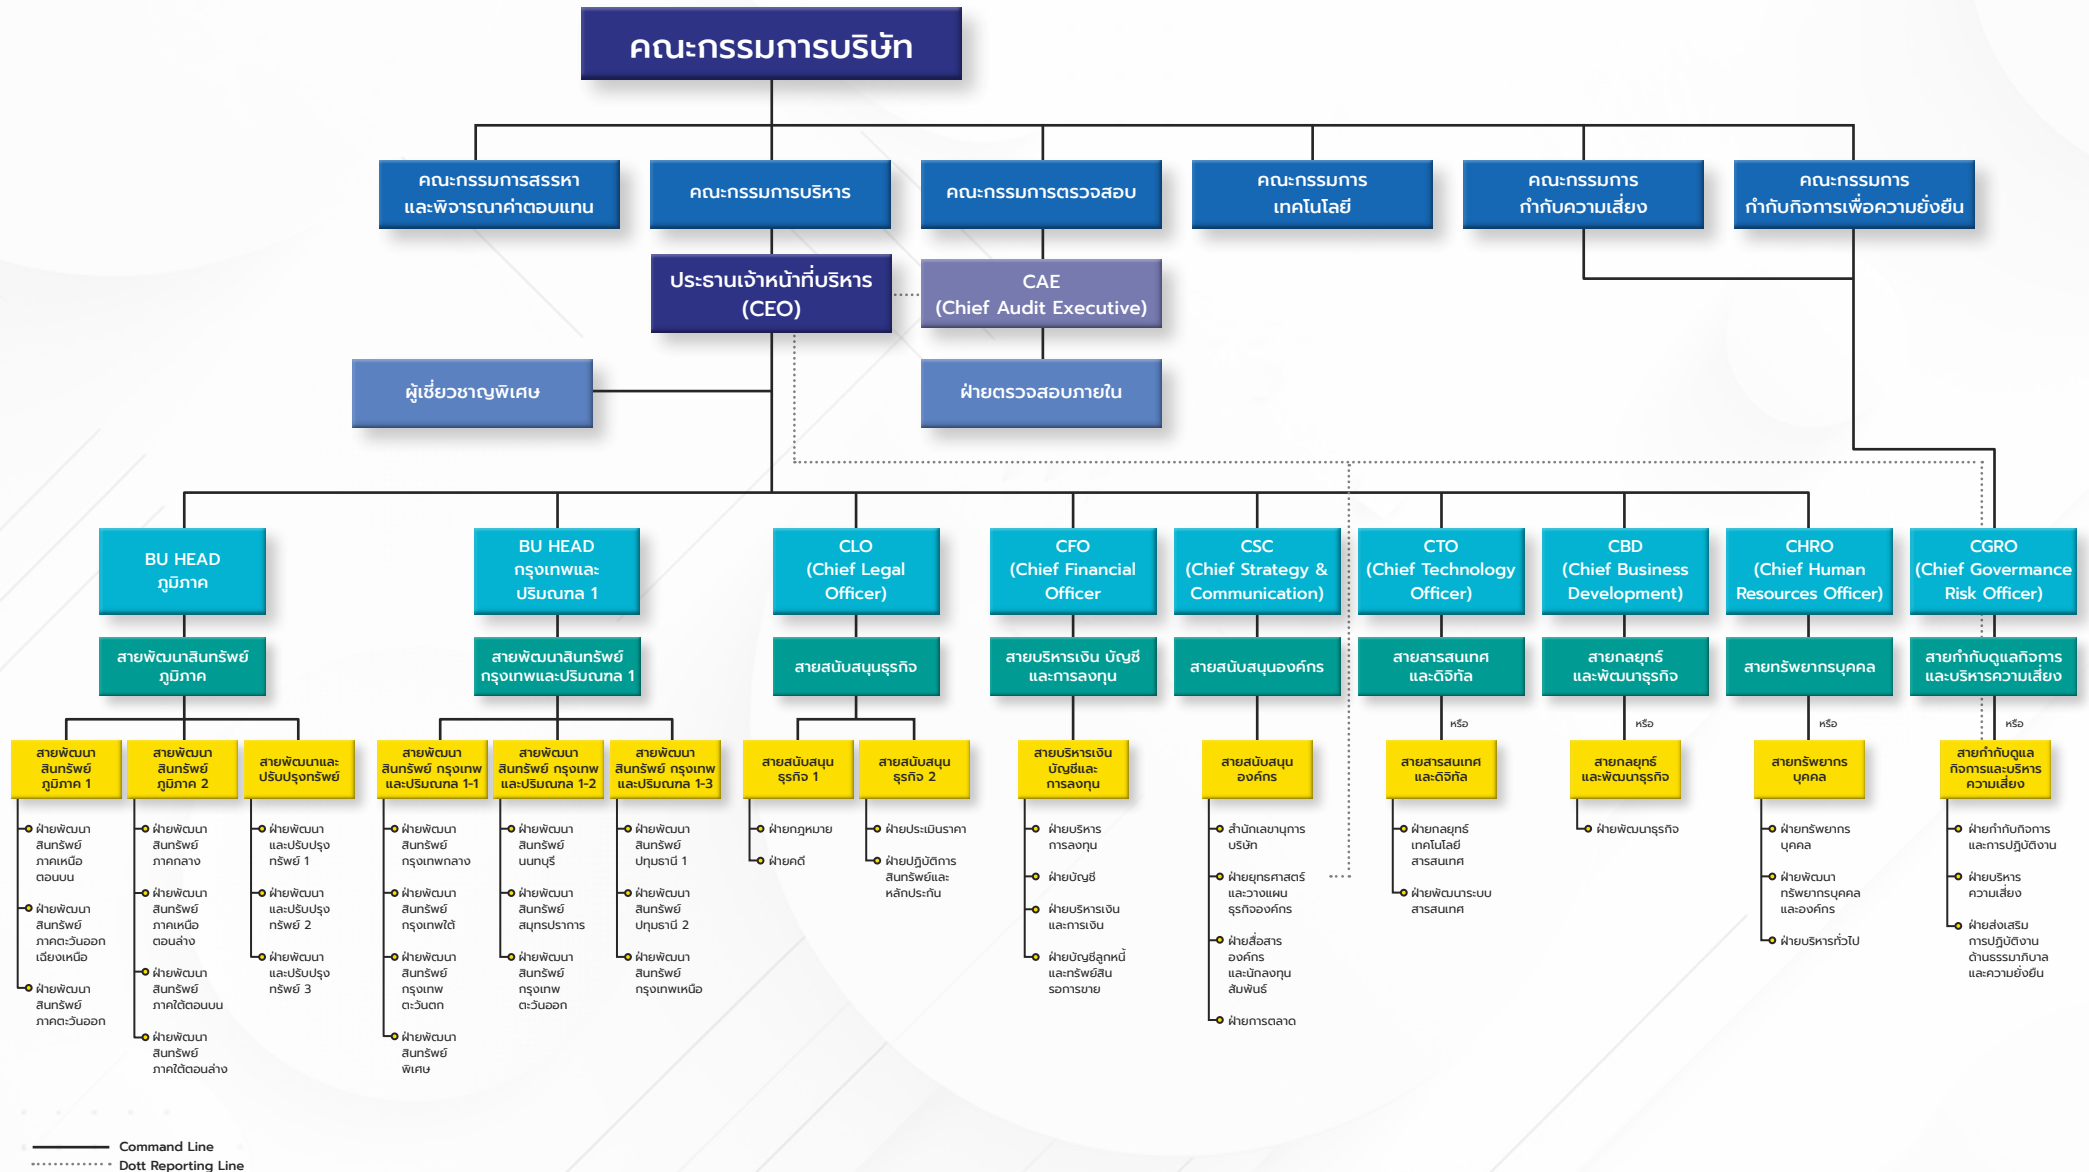 คณะกรรมการบริษัท
คณะกรรมการสรรหา
และพิจารณาค่าตอบแทน
คณะกรรมการบริหาร
คณะกรรมการตรวจสอบ
คณะกรรมการ
เทคโนโลยี
คณะกรรมการ
กำกับความเสี่ยง
คณะกรรมการ
กำกับกิจการเพื่อความยั่งยืน
ประธานเจ้าหน้าที่บริหาร
(CEO)
CAE
(Chief Audit Executive)
ผู้เชี่ยวชาญพิเศษ
ฝ่ายตรวจสอบภายใน
BU HEAD
ภูมิภาค
BU HEAD
กรุงเทพและ
ปริมณฑล 1
CLO
(Chief Legal
Officer)
CFO
(Chief Financial
Officer
CSC
(Chief Strategy &
Communication)
CTO
(Chief Technology
Officer)
CBD
(Chief Business
Development)
CHRO
(Chief Human
Resources Officer)
CGRO
(Chief Govermance
Risk Officer)
สายพัฒนาสินทรัพย์
ภูมิภาค
สายพัฒนาสินทรัพย์
กรุงเทพและปริมณฑล 1
สายสนับสนุนธุรกิจ
สายบริหารเงิน บัญชี
และการลงทุน
สายสนับสนุนองค์กร
สายสารสนเทศ
และดิจิทัล
สายกลยุทธ์
และพัฒนาธุรกิจ
สายทรัพยากรบุคคล
สายกำกับดูแลกิจการ
และบริหารความเสี่ยง
หรือ
หรือ
หรือ
หรือ
สายพัฒนา
สินทรัพย์
ภูมิภาค 1
สายพัฒนา
สินทรัพย์
ภูมิภาค 2
สายพัฒนาและ
ปรับปรุงทรัพย์
สายพัฒนา
สินทรัพย์ กรุงเทพ
และปริมณฑล 1-1
สายพัฒนา
สินทรัพย์ กรุงเทพ
และปริมณฑล 1-2
สายพัฒนา
สินทรัพย์ กรุงเทพ
และปริมณฑล 1-3
สายสนับสนุน
ธุรกิจ 1
สายสนับสนุน
ธุรกิจ 2
สายบริหารเงิน
บัญชีและ
การลงทุน
สายสนับสนุน
องค์กร
สายสารสนเทศ
และดิจิทัล
สายกลยุทธ์
และพัฒนาธุรกิจ
สายทรัพยากร
บุคคล
สายกำกับดูแล
กิจการและบริหาร
ความเสี่ยง
ฝ่ายพัฒนา
สินทรัพย์
ภาคเหนือ
ตอนบน
ฝ่ายพัฒนา
สินทรัพย์
ภาคตะวันออก
เฉียงเหนือ
ฝ่ายพัฒนา
สินทรัพย์
ภาคตะวันออก
ฝ่ายพัฒนา
สินทรัพย์
ภาคกลาง
ฝ่ายพัฒนา
สินทรัพย์
ภาคเหนือ
ตอนล่าง
ฝ่ายพัฒนา
สินทรัพย์
ภาคใต้ตอนบน
ฝ่ายพัฒนา
สินทรัพย์
ภาคใต้ตอนล่าง
ฝ่ายพัฒนา
และปรับปรุง
ทรัพย์ 1
ฝ่ายพัฒนา
และปรับปรุง
ทรัพย์ 2
ฝ่ายพัฒนา
และปรับปรุง
ทรัพย์ 3
ฝ่ายพัฒนา
สินทรัพย์
กรุงเทพกลาง
ฝ่ายพัฒนา
สินทรัพย์
กรุงเทพใต้
ฝ่ายพัฒนา
สินทรัพย์
กรุงเทพ
ตะวันตก
ฝ่ายพัฒนา
สินทรัพย์
พิเศษ
ฝ่ายพัฒนา
สินทรัพย์
นนทบุรี
ฝ่ายพัฒนา
สินทรัพย์
สมุทรปราการ
ฝ่ายพัฒนา
สินทรัพย์
กรุงเทพ
ตะวันออก
ฝ่ายพัฒนา
สินทรัพย์
ปทุมธานี 1
ฝ่ายพัฒนา
สินทรัพย์
ปทุมธานี 2
ฝ่ายพัฒนา
สินทรัพย์
กรุงเทพเหนือ
ฝ่ายกฎหมาย
ฝ่ายคดี
ฝ่ายประเมินราคา
ฝ่ายปฏิบัติการ
สินทรัพย์และ
หลักประกัน
ฝ่ายบริหาร
การลงทุน
ฝ่ายบัญชี
ฝ่ายบริหารเงิน
และการเงิน
ฝ่ายบัญชีลูกหนี้
และทรัพย์สิน
รอการขาย
สำนักเลขานุการ
บริษัท
ฝ่ายยุทธศาสตร์
และวางแผน
ธุรกิจองค์กร
ฝ่ายสื่อสาร
องค์กร
และนักลงทุน
สัมพันธ์
ฝ่ายการตลาด
ฝ่ายกลยุทธ์
เทคโนโลยี
สารสนเทศ
ฝ่ายพัฒนาระบบ
สารสนเทศ
ฝ่ายพัฒนาธุรกิจ
ฝ่ายทรัพยากร
บุคคล
ฝ่ายพัฒนา
ทรัพยากรบุคคล
และองค์กร
ฝ่ายบริหารทั่วไป
ฝ่ายกำกับกิจการ
และการปฏิบัติงาน
ฝ่ายบริหาร
ความเสี่ยง
ฝ่ายส่งเสริม
การปฏิบัติงาน
ด้านธรรมาภิบาล
และความยั่งยืน
Command Line
Dott Reporting Line